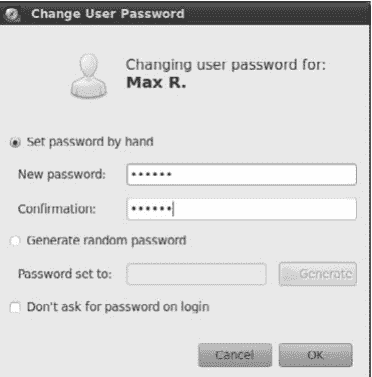 Change User Password
Changing user password for:
Max R.
Set password by hand
New password: ••••••
Confirmation: ••••••
Generate random password
Password set to: Generate
Don't ask for password on login
Cancel OK